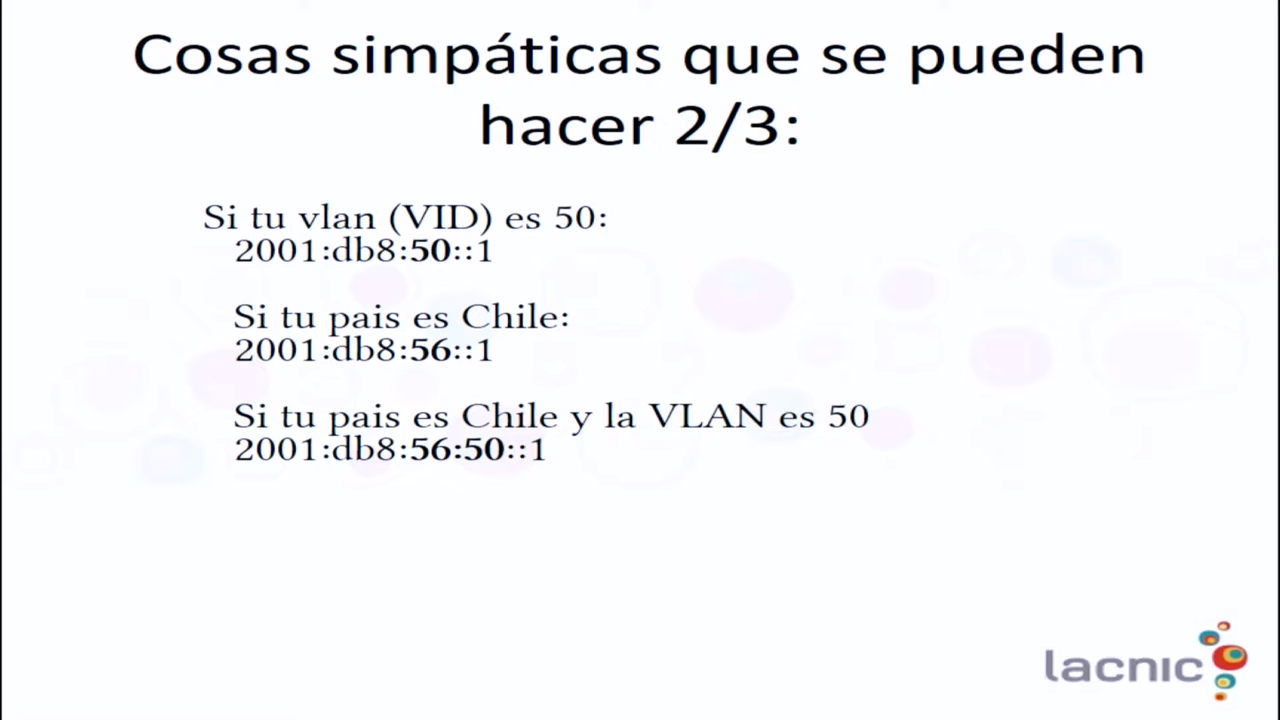 Cosas simpáticas que se pueden
hacer 2/3:
Si tu vlan (VID) es 50:
2001:db8:50::1
Si tu pais es Chile:
2001:db8:56::1
Si tu pais es Chile y la VLAN es 50
2001:db8:56:50::1
lacnic